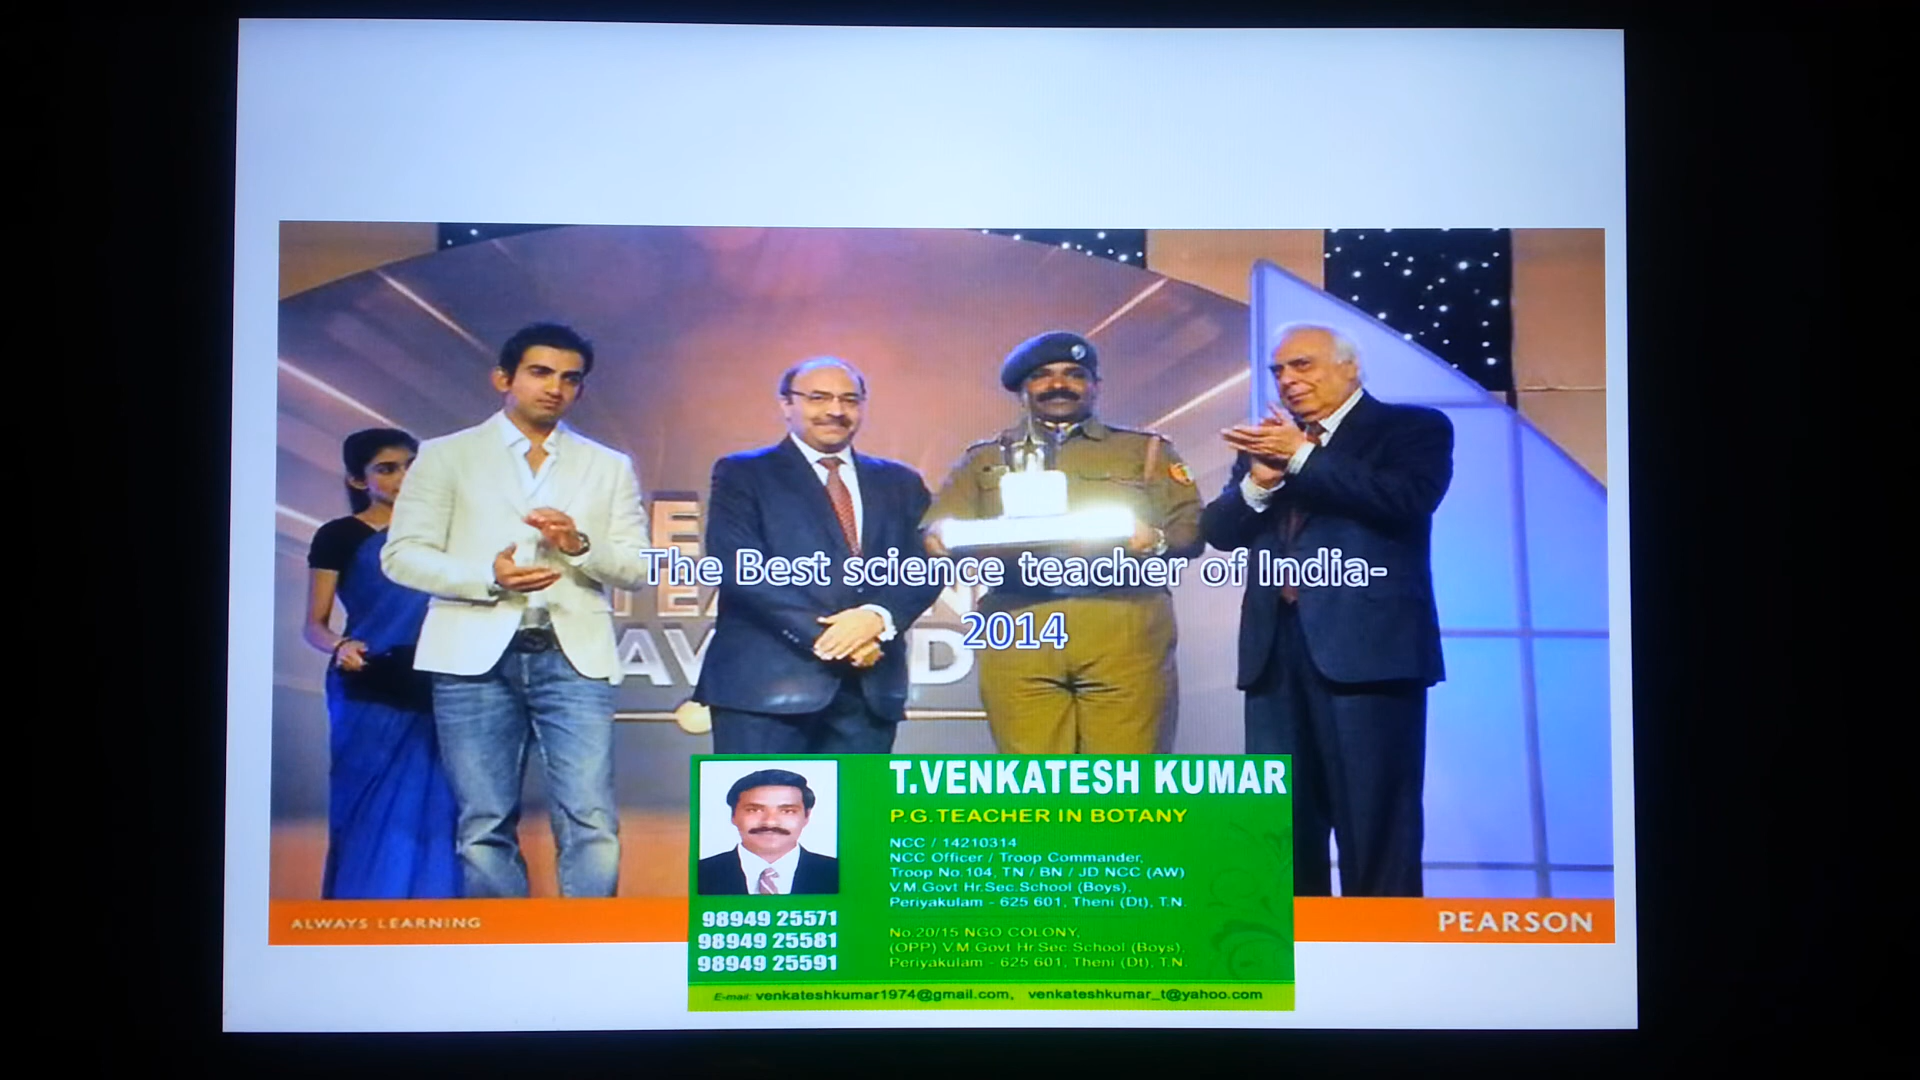 The Best science teacher of India-
2014
AW D
T.VENKATESH KUMAR
P.G.TEACHER IN BOTANY
NCC / 14210314
NCC Officer / Troop Commander,
Troop No.104, TN / BN / JD NCC (AW)
V.M.Govt Hr.Sec.School (Boys),
Periyakulam - 625 601, Theni (Dt), T.N.
98949 25571
98949 25581
98949 25591
No.20/15 NGO COLONY,
(OPP) V.M.Govt Hr.Sec.School (Boys),
Periyakulam - 625 601, Theni (Dt), T.N.
E-mail: venkateshkumar1974@gmail.com, venkateshkumar_t@yahoo.com
ALWAYS LEARNING
PEARSON